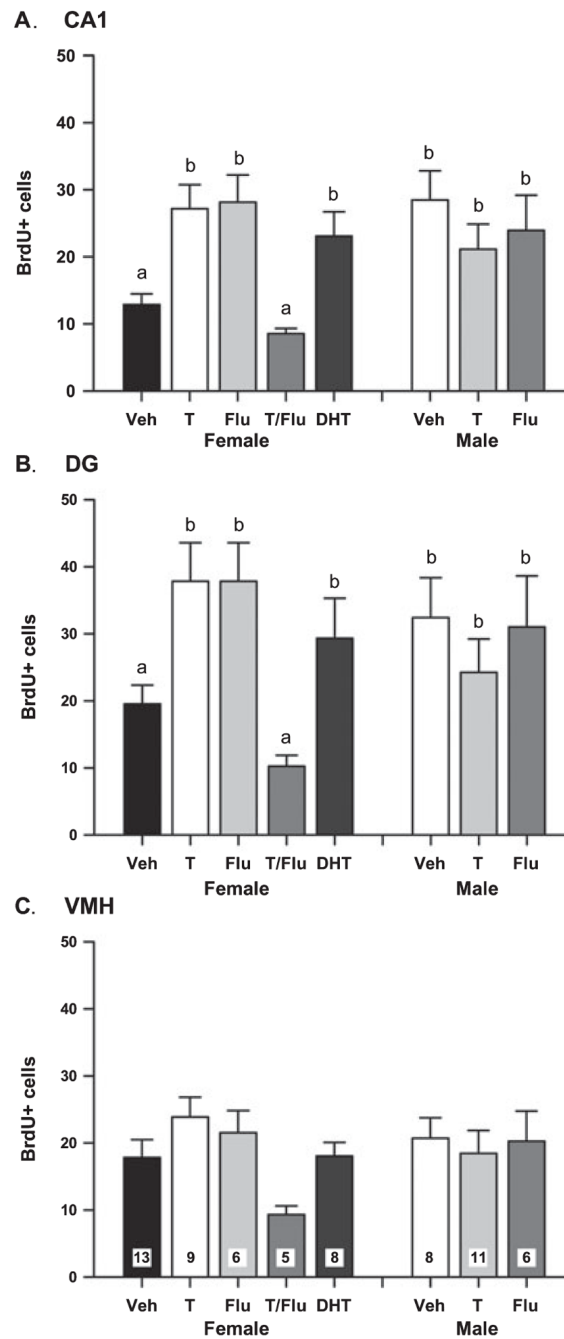 A. CA1
50
40
30
20
10
0
BrdU+ cells
a b b a b b b b
Veh T Flu T/Flu DHT Veh T Flu
Female Male
B. DG
50
40
30
20
10
0
BrdU+ cells
a b b a b b b b
Veh T Flu T/Flu DHT Veh T Flu
Female Male
C. VMH
50
40
30
20
10
0
BrdU+ cells
13 9 6 5 8 8 11 6
Veh T Flu T/Flu DHT Veh T Flu
Female Male